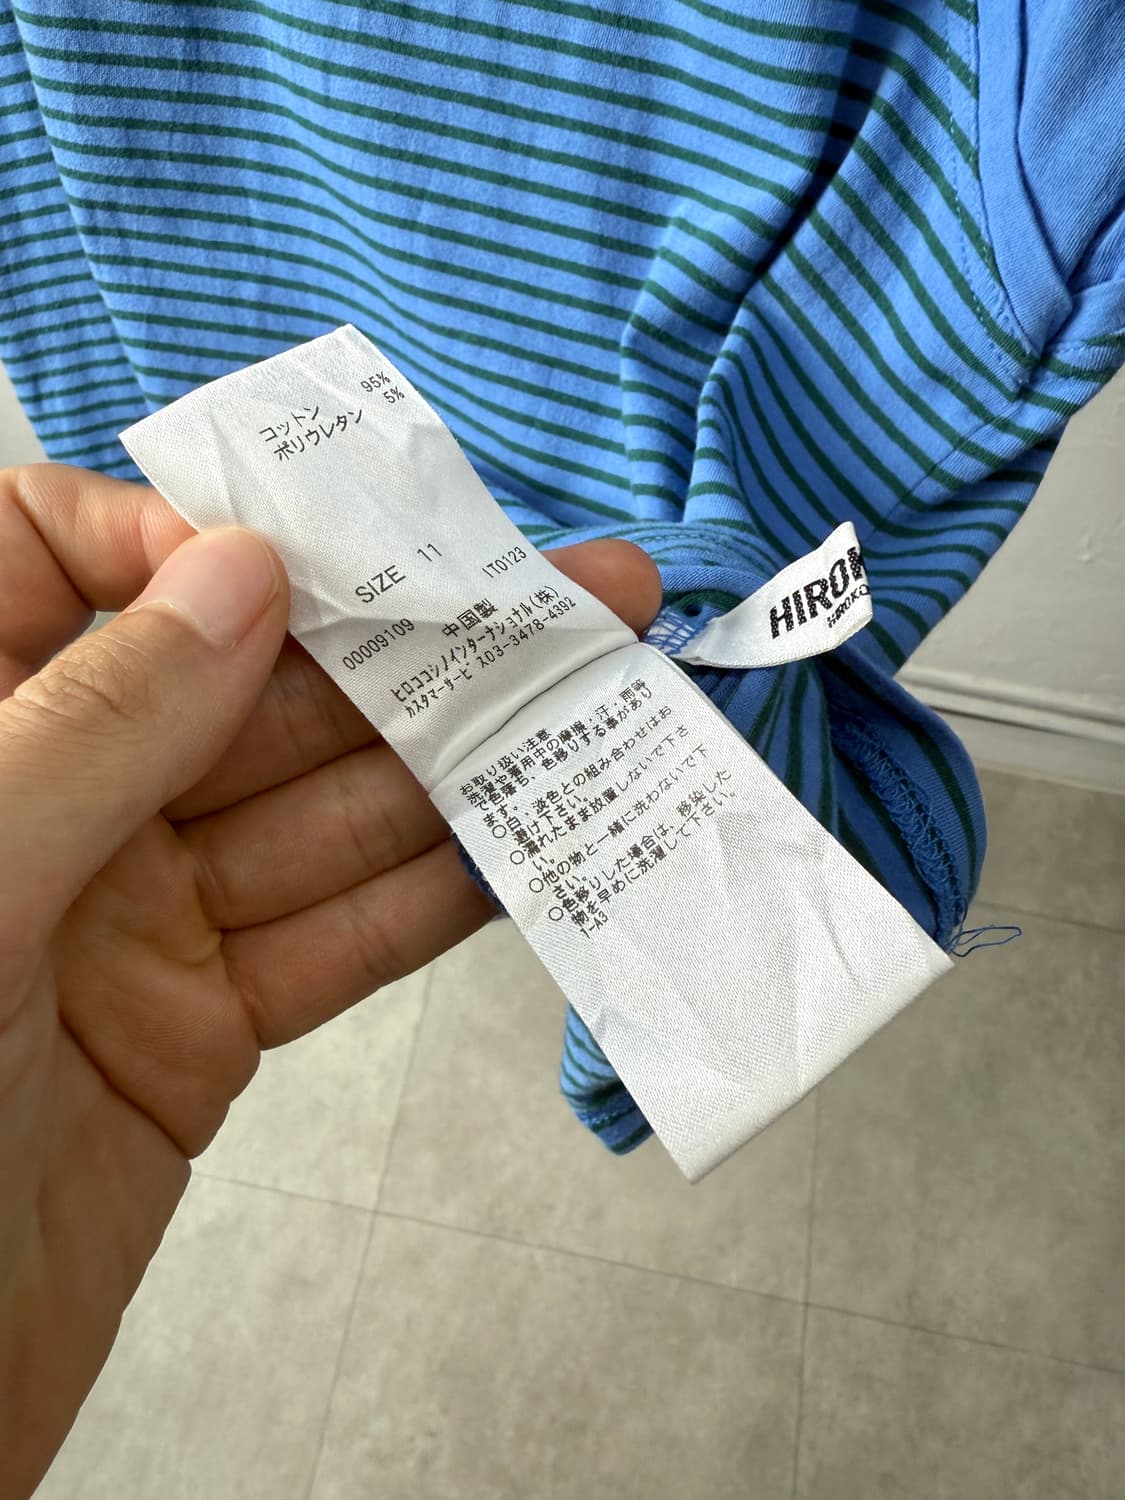 コットン 95%
ポリウレタン 5%
SIZE 11
IT0123
00009109 中国製
ヒロココシノインターナショナル(株)
カスタマーサービス03-3478-4392
HIROK
HIROKO
お取り扱い注意
洗濯や着用中の摩擦・汗・雨等
で色落ち、色移りする事があり
ます。
○白、淡色との組み合わせはお
避け下さい。
○濡れたまま放置しないで下さ
い。
○他の物と一緒に洗わないで下
さい。
○色移りした場合は、移染した
物を早めに洗濯して下さい。
1-A3